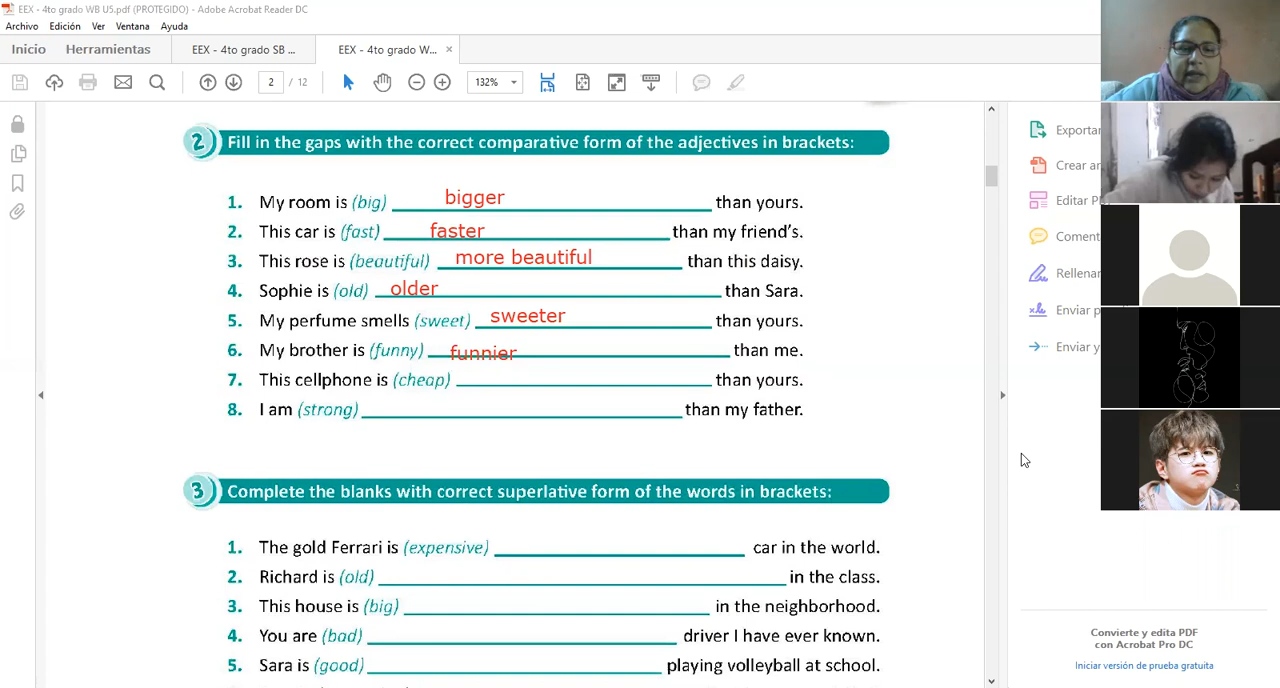 EEX - 4to grado WB U5.pdf (PROTEGIDO) - Adobe Acrobat Reader DC
Archivo Edición Ver Ventana Ayuda
Inicio Herramientas EEX - 4to grado SB ... EEX - 4to grado W... ×
2 / 12 132%
2 Fill in the gaps with the correct comparative form of the adjectives in brackets:
1. My room is (big) bigger than yours.
2. This car is (fast) faster than my friend's.
3. This rose is (beautiful) more beautiful than this daisy.
4. Sophie is (old) older than Sara.
5. My perfume smells (sweet) sweeter than yours.
6. My brother is (funny) funnier than me.
7. This cellphone is (cheap) than yours.
8. I am (strong) than my father.
3 Complete the blanks with correct superlative form of the words in brackets:
1. The gold Ferrari is (expensive) car in the world.
2. Richard is (old) in the class.
3. This house is (big) in the neighborhood.
4. You are (bad) driver I have ever known.
5. Sara is (good) playing volleyball at school.
Exportar
Crear ar
Editar P
Coment
Rellenar
Enviar p
Enviar y
Convierte y edita PDF
con Acrobat Pro DC
Iniciar versión de prueba gratuita